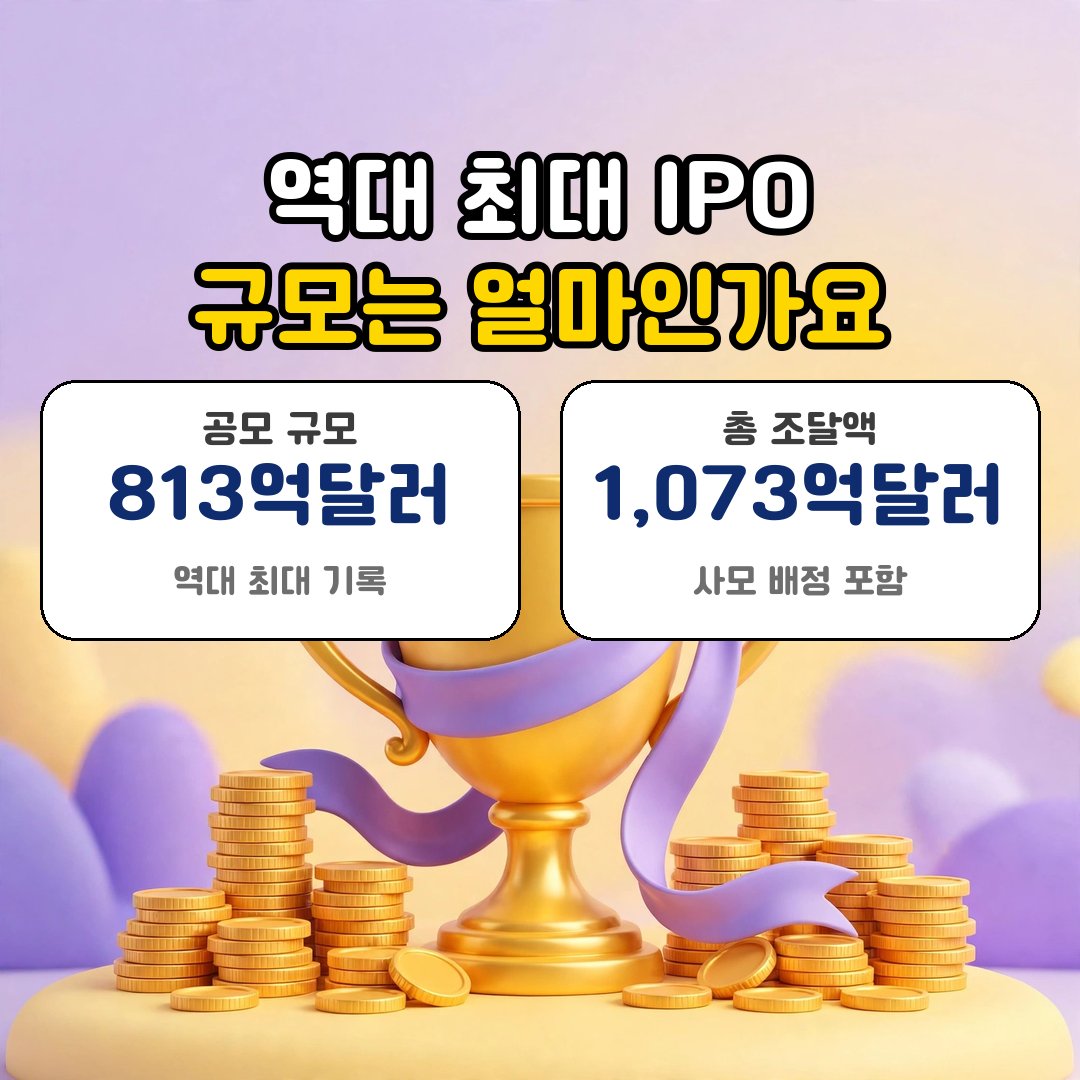 역대 최대 IPO
규모는 얼마인가요
공모 규모
813억달러
역대 최대 기록
총 조달액
1,073억달러
사모 배정 포함